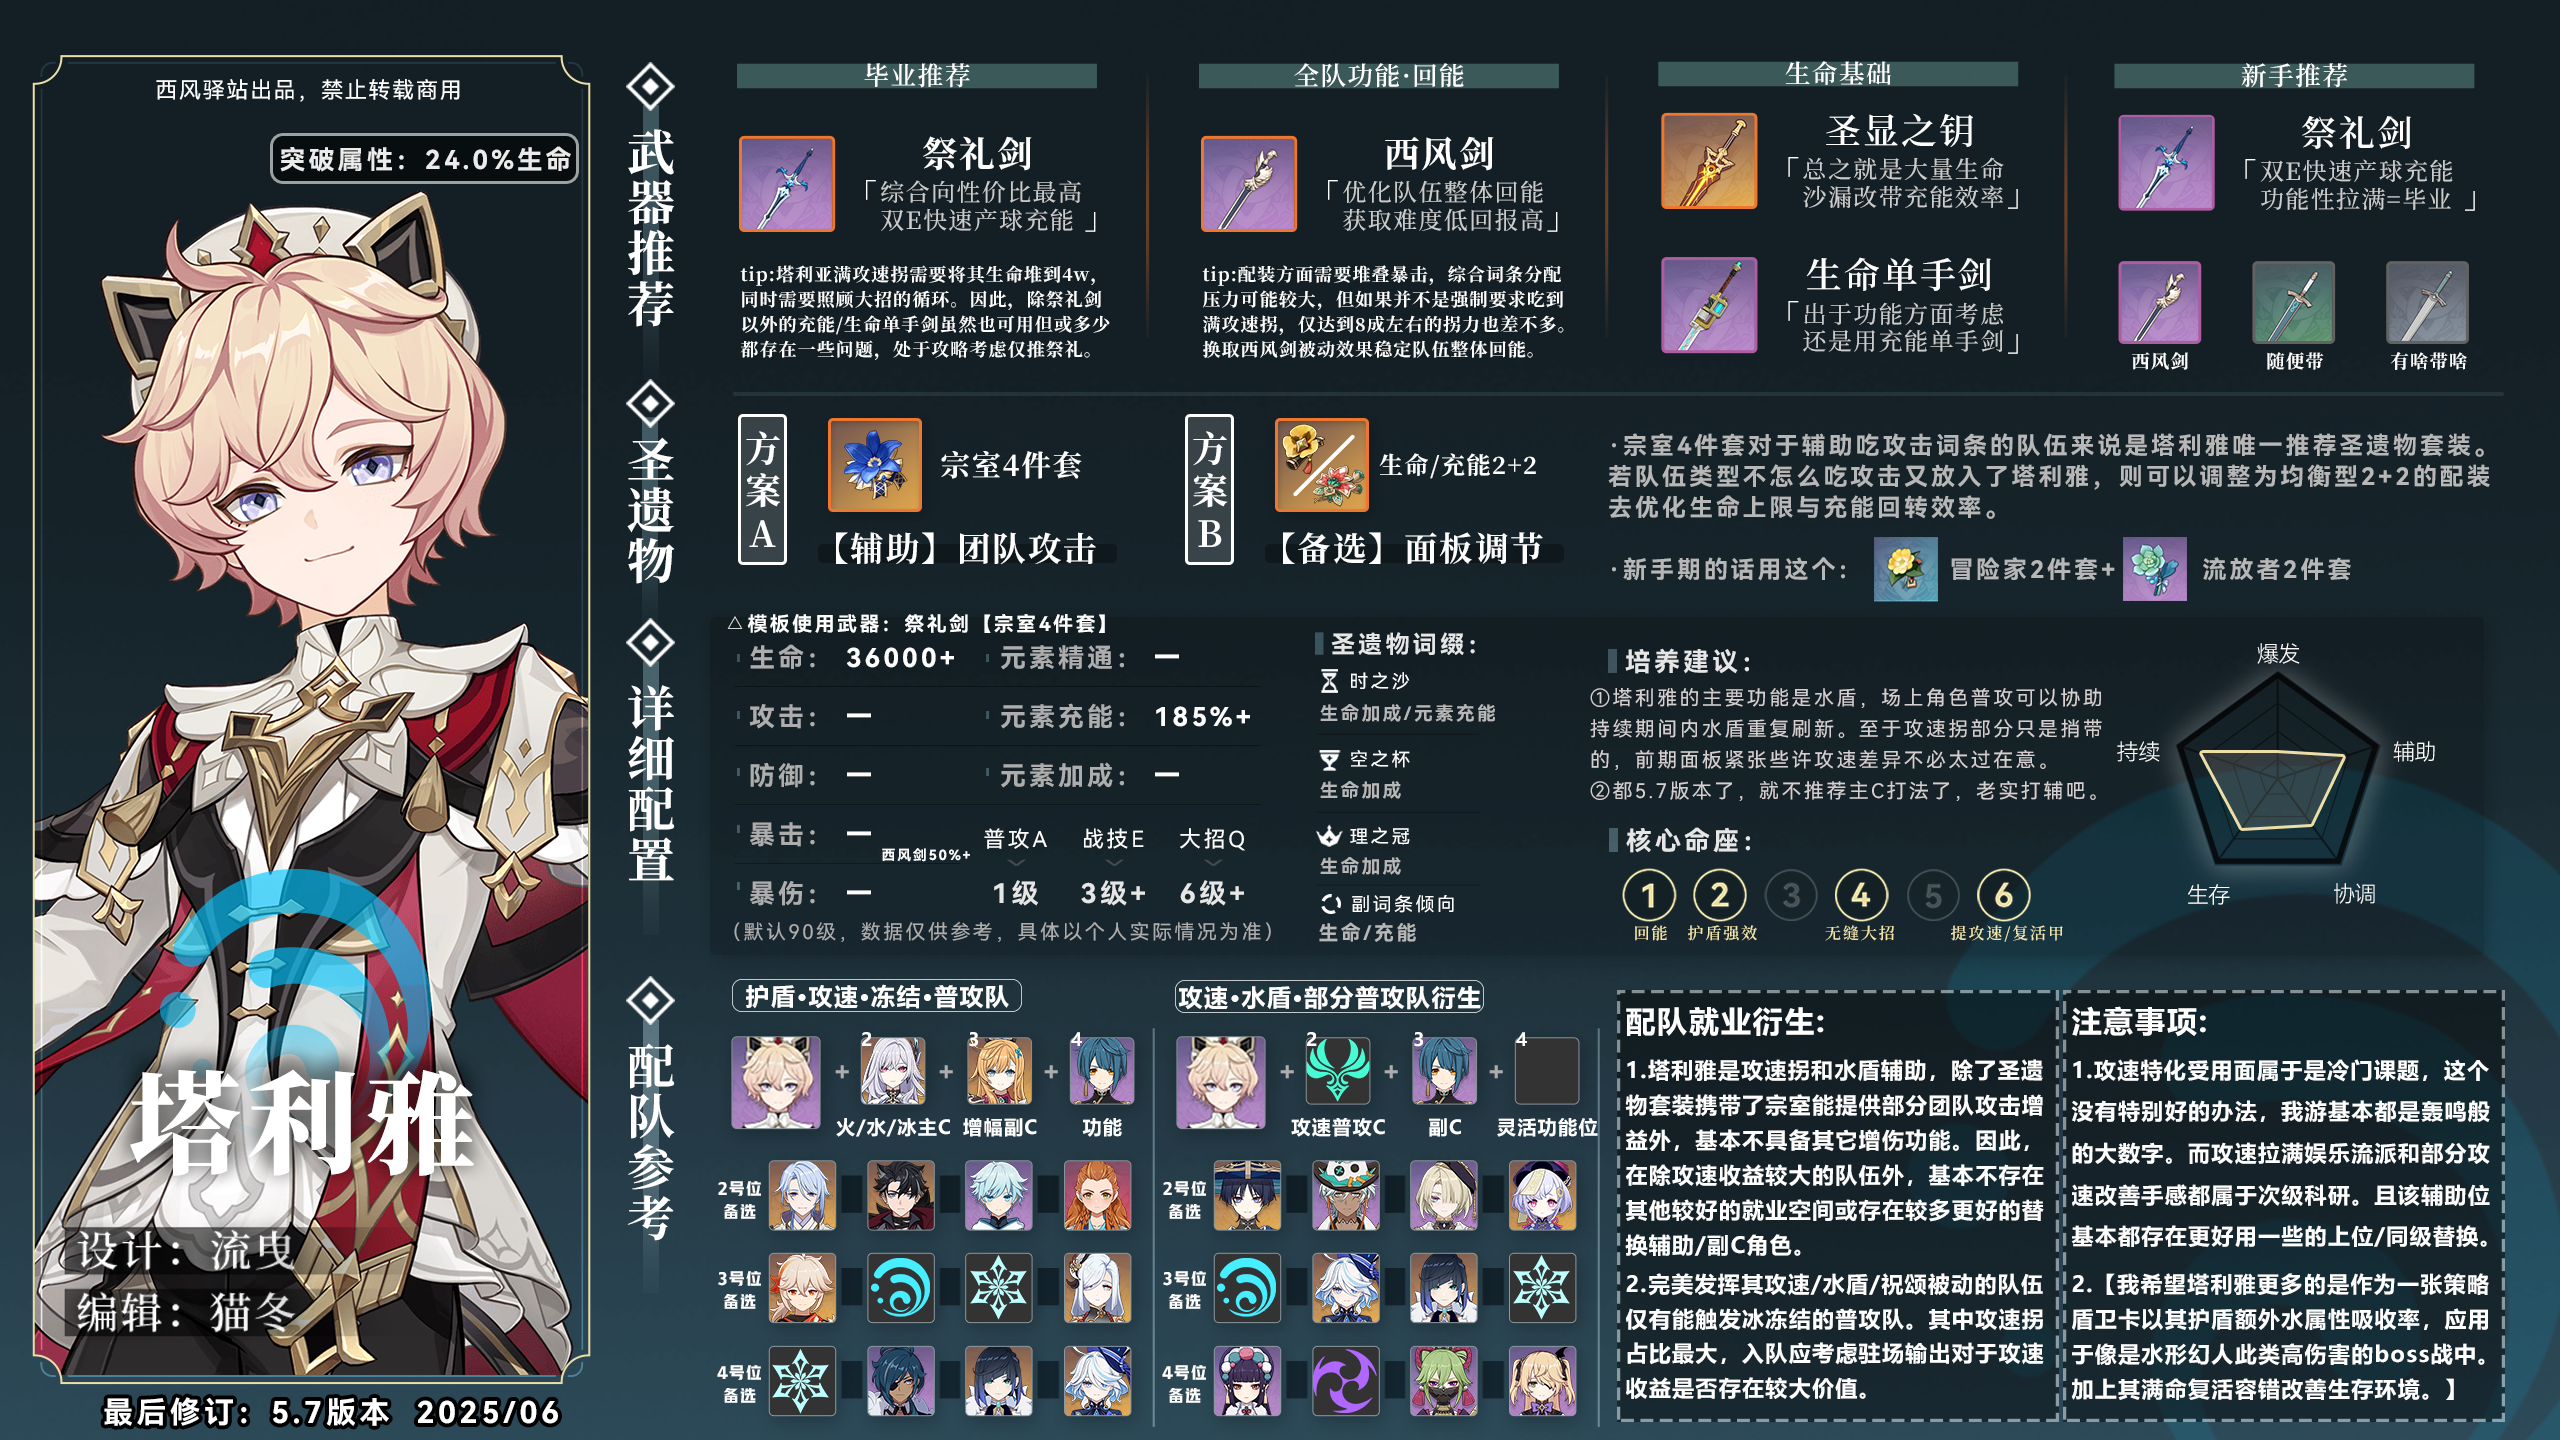 西风驿站出品，禁止转载商用
突破属性：24.0%生命
塔利雅
设计：流曳
编辑：猫冬
最后修订：5.7版本 2025/06
武器推荐
毕业推荐
祭礼剑
「综合向性价比最高
双E快速产球充能」
tip:塔利亚满攻速拐需要将其生命堆到4w，
同时需要照顾大招的循环。因此，除祭礼剑
以外的充能/生命单手剑虽然也可用但或多少
都存在一些问题，处于攻略考虑仅推祭礼。
全队功能·回能
西风剑
「优化队伍整体回能
获取难度低回报高」
tip:配装方面需要堆叠暴击，综合词条分配
压力可能较大，但如果并不是强制要求吃到
满攻速拐，仅达到8成左右的拐力也差不多。
换取西风剑被动效果稳定队伍整体回能。
生命基础
圣显之钥
「总之就是大量生命
沙漏改带充能效率」
生命单手剑
「出于功能方面考虑
还是用充能单手剑」
新手推荐
祭礼剑
「双E快速产球充能
功能性拉满=毕业」
西风剑
随便带
有啥带啥
圣遗物
方案A
宗室4件套
【辅助】团队攻击
方案B
生命/充能2+2
【备选】面板调节
·宗室4件套对于辅助吃攻击词条的队伍来说是塔利雅唯一推荐圣遗物套装。
若队伍类型不怎么吃攻击又放入了塔利雅，则可以调整为均衡型2+2的配装
去优化生命上限与充能回转效率。
·新手期的话用这个： 冒险家2件套+ 流放者2件套
详细配置
△模板使用武器：祭礼剑【宗室4件套】
生命： 36000+ 元素精通： —
攻击： — 元素充能： 185%+
防御： — 元素加成： —
暴击： — 西风剑50%+
普攻A 战技E 大招Q
暴伤： — 1级 3级+ 6级+
（默认90级，数据仅供参考，具体以个人实际情况为准）
圣遗物词缀：
时之沙
生命加成/元素充能
空之杯
生命加成
理之冠
生命加成
副词条倾向
生命/充能
培养建议：
①塔利雅的主要功能是水盾，场上角色普攻可以协助
持续期间内水盾重复刷新。至于攻速拐部分只是捎带
的，前期面板紧张些许攻速差异不必太过在意。
②都5.7版本了，就不推荐主C打法了，老实打辅吧。
核心命座：
1 2 3 4 5 6
回能 护盾强效 无缝大招 提攻速/复活甲
爆发
持续
辅助
生存
协调
配队参考
护盾·攻速·冻结·普攻队
+ 2 + 3 + 4
火/水/冰主C 增幅副C 功能
2号位
备选
3号位
备选
4号位
备选
攻速·水盾·部分普攻队衍生
+ 2 + 3 + 4
攻速普攻C 副C 灵活功能位
2号位
备选
3号位
备选
4号位
备选
配队就业衍生:
1.塔利雅是攻速拐和水盾辅助，除了圣遗
物套装携带了宗室能提供部分团队攻击增
益外，基本不具备其它增伤功能。因此，
在除攻速收益较大的队伍外，基本不存在
其他较好的就业空间或存在较多更好的替
换辅助/副C角色。
2.完美发挥其攻速/水盾/祝颂被动的队伍
仅有能触发冰冻结的普攻队。其中攻速拐
占比最大，入队应考虑驻场输出对于攻速
收益是否存在较大价值。
注意事项:
1.攻速特化受用面属于是冷门课题，这个
没有特别好的办法，我游基本都是轰鸣般
的大数字。而攻速拉满娱乐流派和部分攻
速改善手感都属于次级科研。且该辅助位
基本都存在更好用一些的上位/同级替换。
2.【我希望塔利雅更多的是作为一张策略
盾卫卡以其护盾额外水属性吸收率，应用
于像是水形幻人此类高伤害的boss战中。
加上其满命复活容错改善生存环境。】